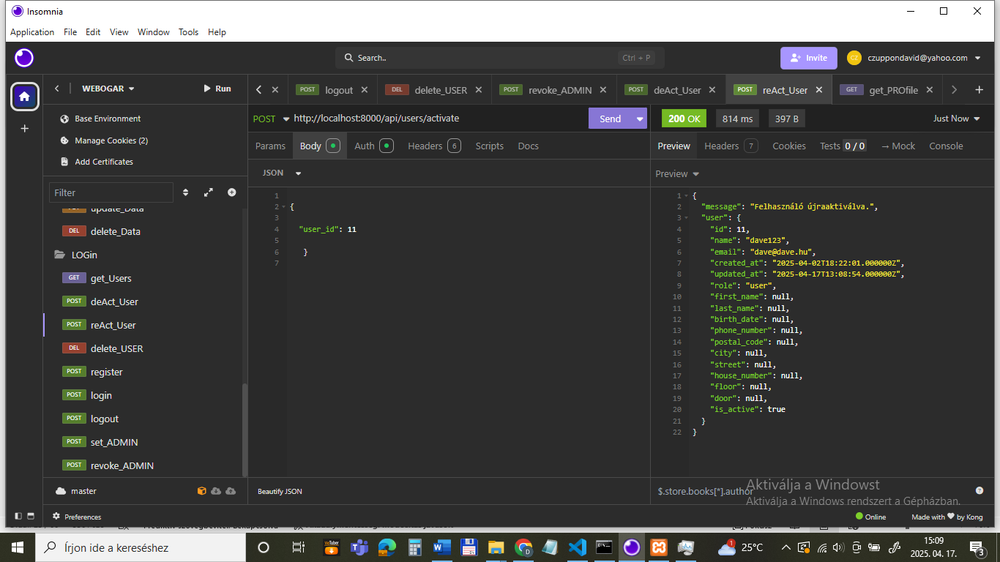 Insomnia
Application File Edit View Window Tools Help
Search.. Ctrl + P
Invite
CZ czuppondavid@yahoo.com
WEBOGAR
Run
POST logout
DEL delete_USER
POST revoke_ADMIN
POST deAct_User
POST reAct_User
GET get_PROfile
Base Environment
Manage Cookies (2)
Add Certificates
Filter
update_Data
DEL delete_Data
LOGin
GET get_Users
POST deAct_User
POST reAct_User
DEL delete_USER
POST register
POST login
POST logout
POST set_ADMIN
POST revoke_ADMIN
master
Preferences
POST http://localhost:8000/api/users/activate
Send
Params Body Auth Headers 6 Scripts Docs
JSON
1
2 {
3
4 "user_id": 11
5
6 }
7
Beautify JSON
200 OK 814 ms 397 B
Just Now
Preview Headers 7 Cookies Tests 0 / 0 → Mock Console
Preview
1 {
2 "message": "Felhasználó újraaktiválva.",
3 "user": {
4 "id": 11,
5 "name": "dave123",
6 "email": "dave@dave.hu",
7 "created_at": "2025-04-02T18:22:01.000000Z",
8 "updated_at": "2025-04-17T13:08:54.000000Z",
9 "role": "user",
10 "first_name": null,
11 "last_name": null,
12 "birth_date": null,
13 "phone_number": null,
14 "postal_code": null,
15 "city": null,
16 "street": null,
17 "house_number": null,
18 "floor": null,
19 "door": null,
20 "is_active": true
21 }
22 }
$.store.books[*].author
Aktiválja a Windowst
Aktiválja a Windows rendszert a Gépházban.
Online
Made with by Kong
Írjon ide a kereséshez
1
25°C
15:09
2025. 04. 17.
3